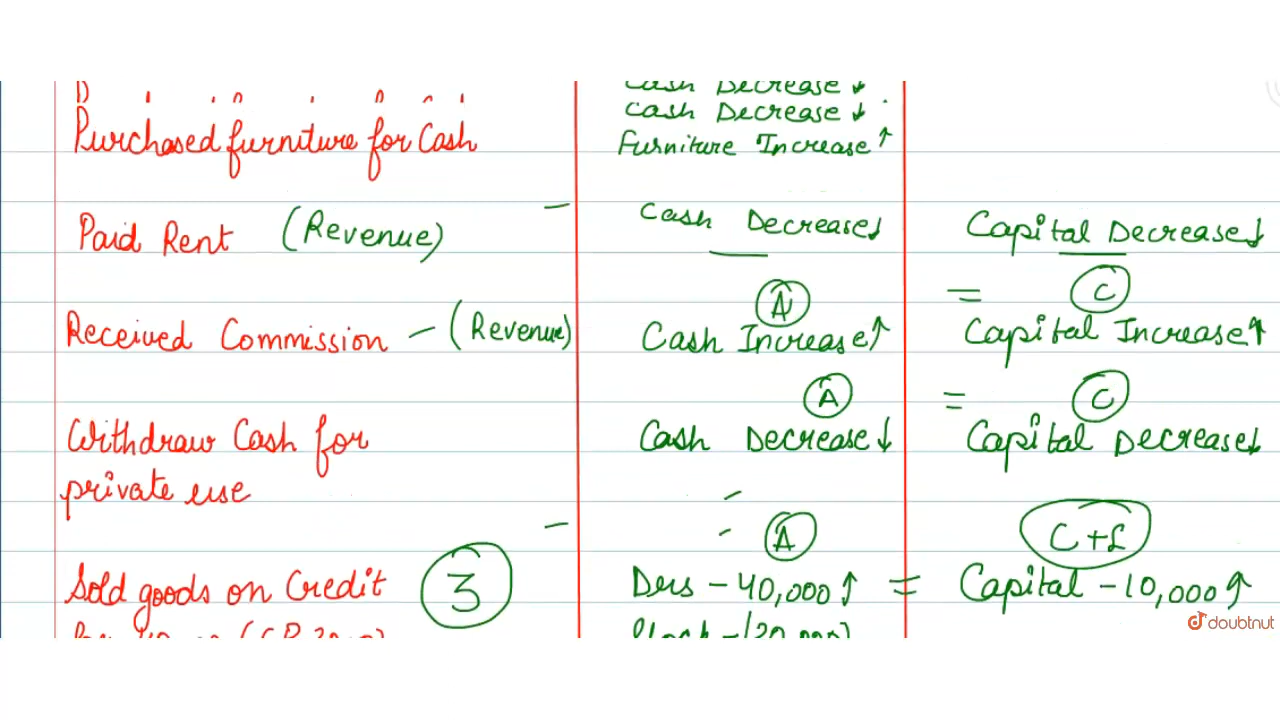 Cash Decrease ↓
Cash Decrease ↓
Purchased furniture for Cash
Furniture Increase ↑
Paid Rent (Revenue) Cash Decrease ↓ Capital Decrease ↓
A = C
Received Commission - (Revenue) Cash Increase ↑ Capital Increase ↑
A = C
Withdraw Cash for Cash Decrease ↓ Capital Decrease ↓
private use
A C + L
Sold goods on Credit 3 Drs - 40,000 ↑ = Capital - 10,000 ↑
doubtnut